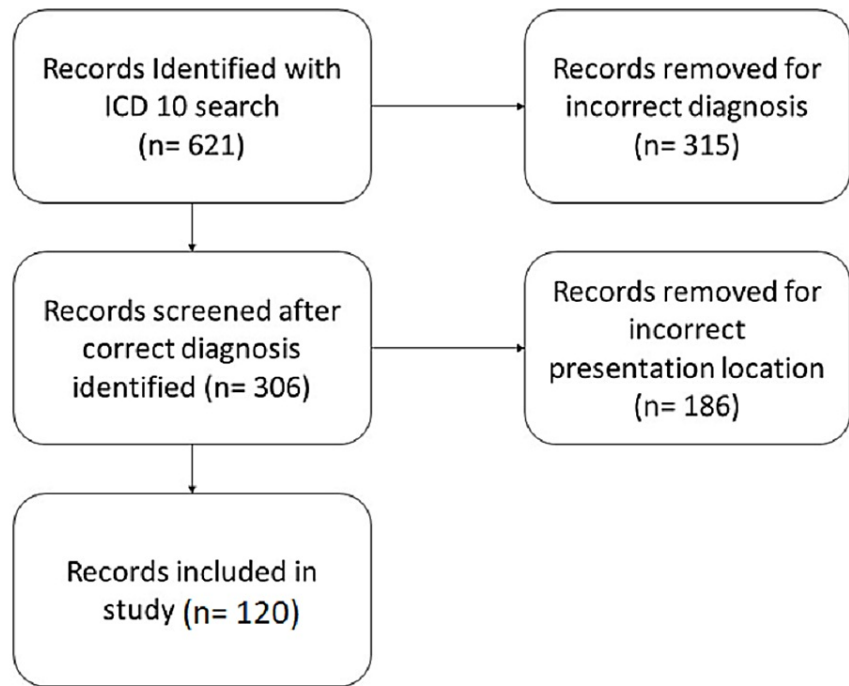 Records Identified with
ICD 10 search
(n= 621)
Records removed for
incorrect diagnosis
(n= 315)
Records screened after
correct diagnosis
identified (n= 306)
Records removed for
incorrect
presentation location
(n= 186)
Records included in
study (n= 120)